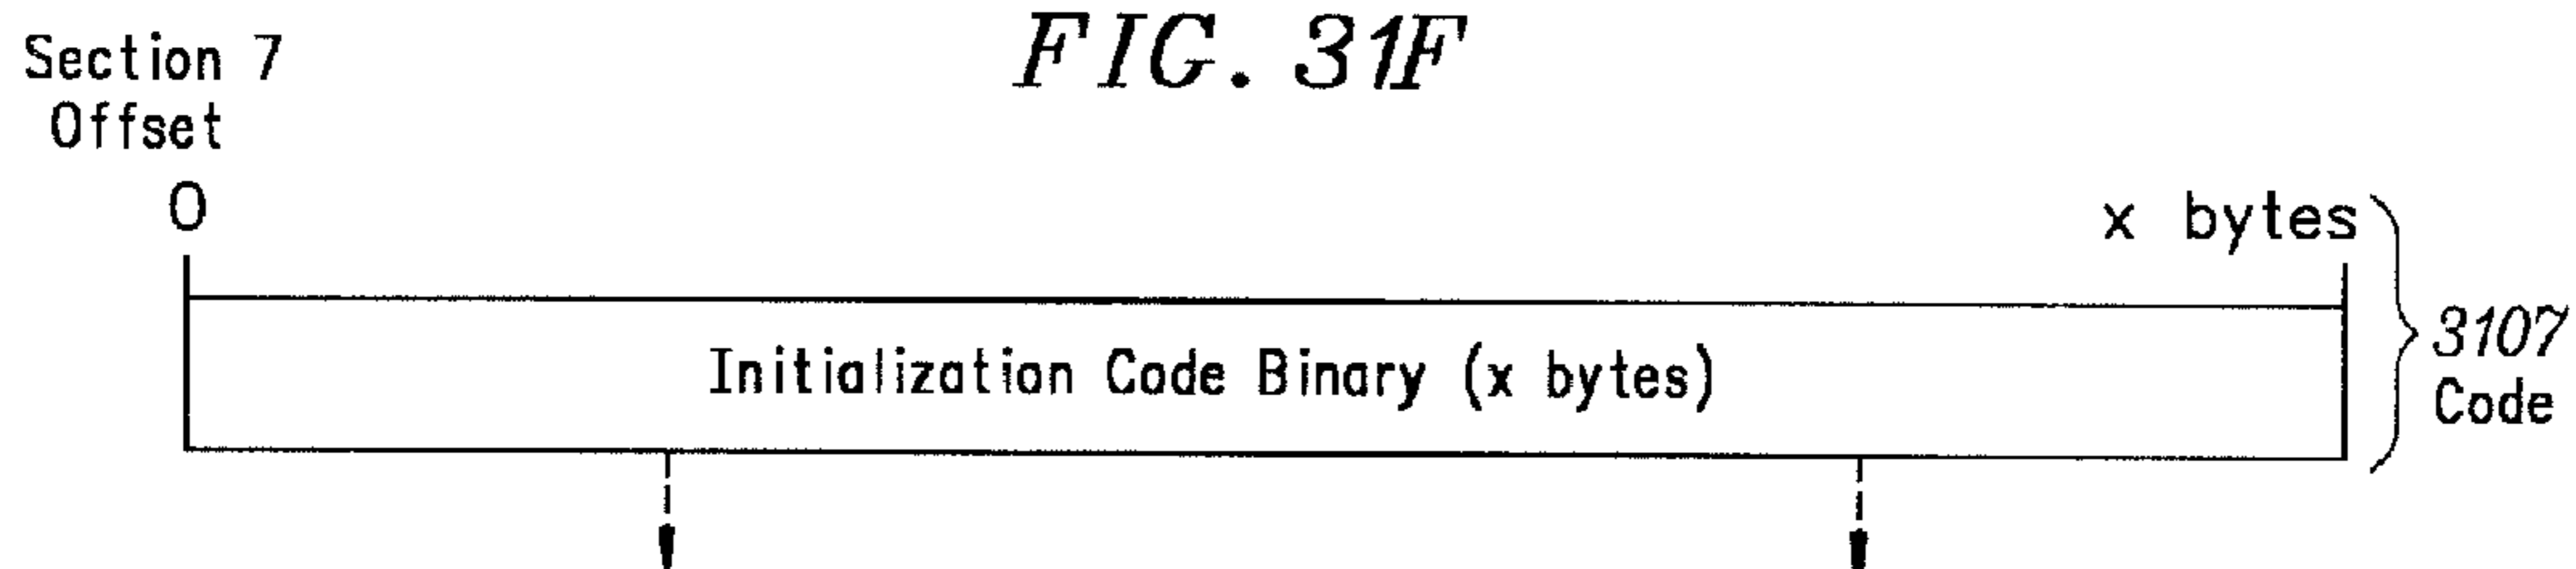 FIG. 31F
Section 7
Offset
0
x bytes
Initialization Code Binary (x bytes)
3107
Code